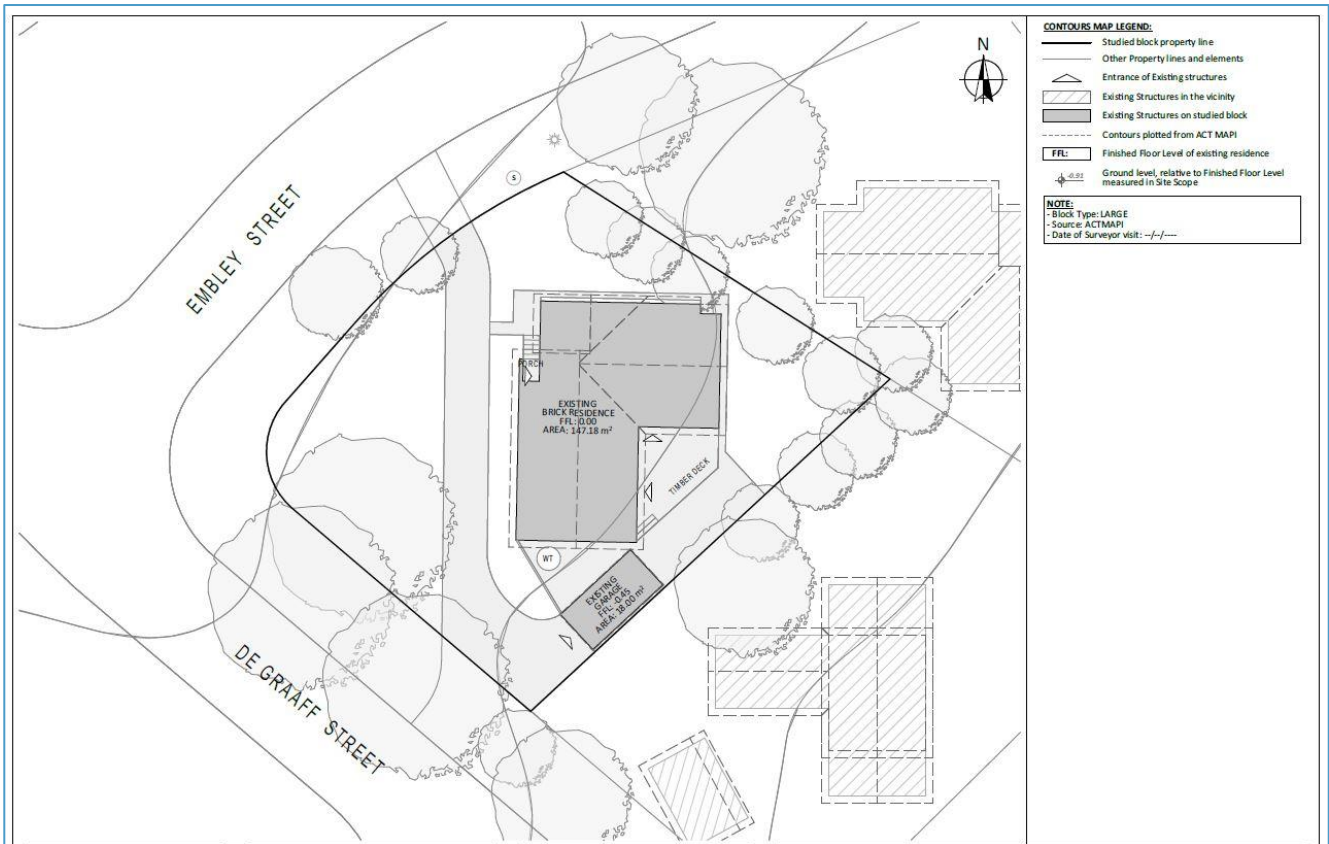 N
S
EMBLEY STREET
PORCH
EXISTING
BRICK RESIDENCE
FFL: 0.00
AREA: 147.18 m²
TIMBER DECK
WT
EXISTING
GARAGE
FFL: -0.45
AREA: 18.00 m²
DE GRAAFF STREET
CONTOURS MAP LEGEND:
Studied block property line
Other Property lines and elements
Entrance of Existing structures
Existing Structures in the vicinity
Existing Structures on studied block
Contours plotted from ACT MAPI
FFL: Finished Floor Level of existing residence
-0.91 Ground level, relative to Finished Floor Level
measured in Site Scope
NOTE:
- Block Type: LARGE
- Source: ACTMAPI
- Date of Surveyor visit: --/--/----